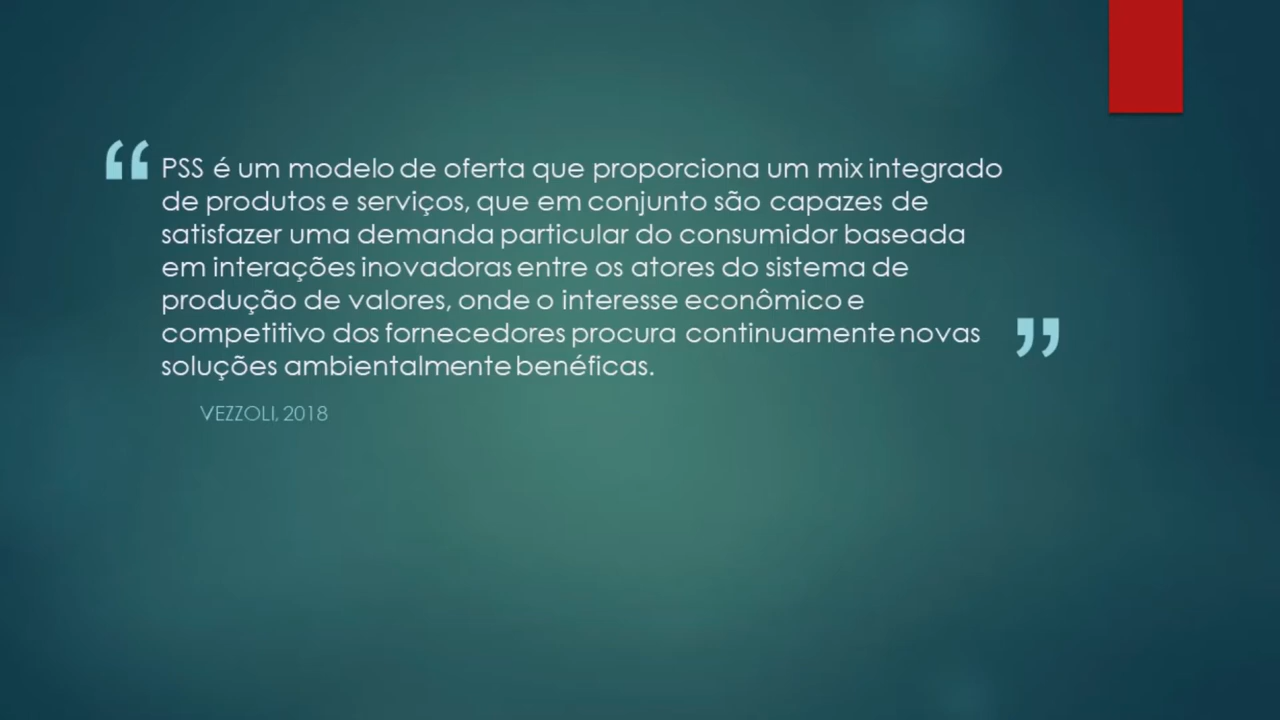 “ PSS é um modelo de oferta que proporciona um mix integrado
de produtos e serviços, que em conjunto são capazes de
satisfazer uma demanda particular do consumidor baseada
em interações inovadoras entre os atores do sistema de
produção de valores, onde o interesse econômico e
competitivo dos fornecedores procura continuamente novas
soluções ambientalmente benéficas. ”
VEZZOLI, 2018